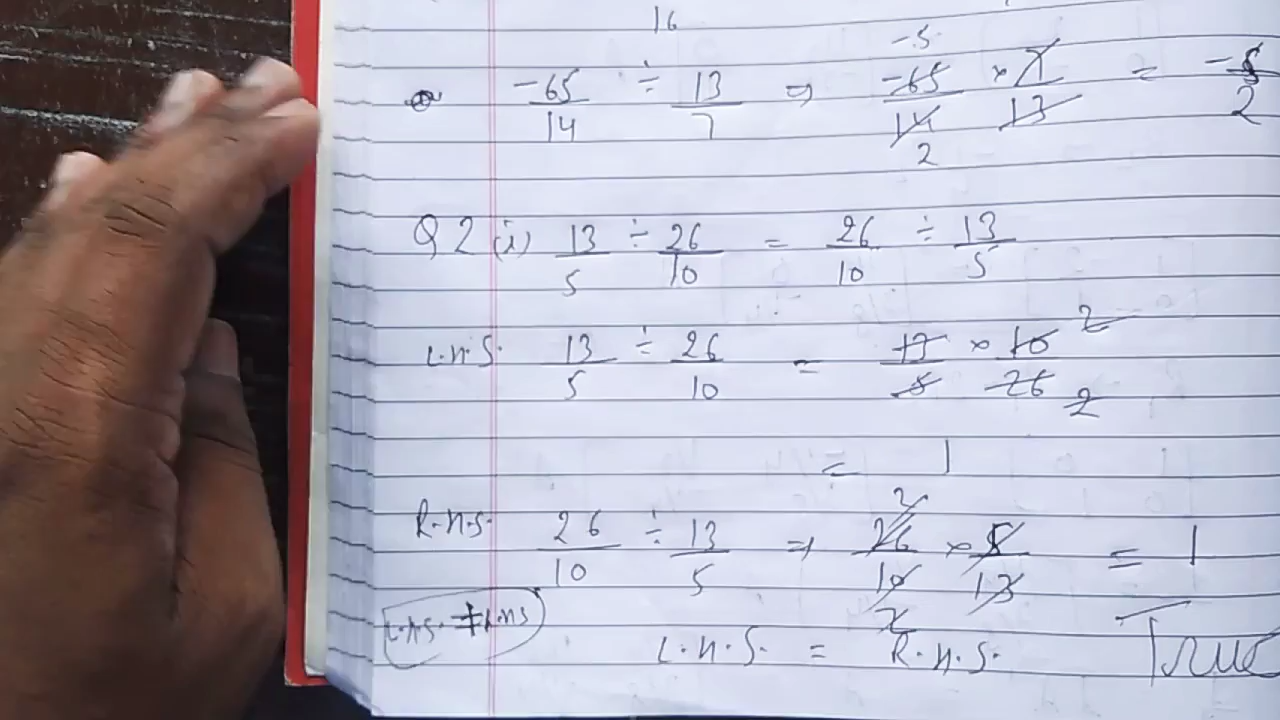 16
-5
-65/14 ÷ 13/7 ⇒ -65/14 × 7/13 = -5/2
2
Q 2 (i) 13/5 ÷ 26/10 = 26/10 ÷ 13/5
L.H.S. 13/5 ÷ 26/10 = 13/5 × 10/26 2
2
= 1
2
R.H.S. 26/10 ÷ 13/5 ⇒ 26/10 × 5/13 = 1
2
L.H.S. ≠ R.H.S
L.H.S. = R.H.S. True